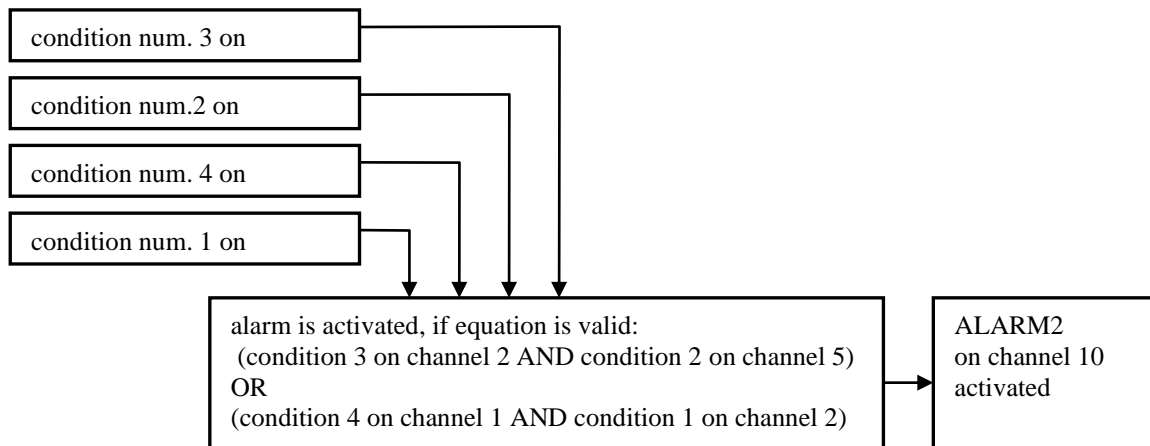 condition num. 3 on
condition num.2 on
condition num. 4 on
condition num. 1 on
alarm is activated, if equation is valid:
(condition 3 on channel 2 AND condition 2 on channel 5)
OR
(condition 4 on channel 1 AND condition 1 on channel 2)
ALARM2
on channel 10
activated